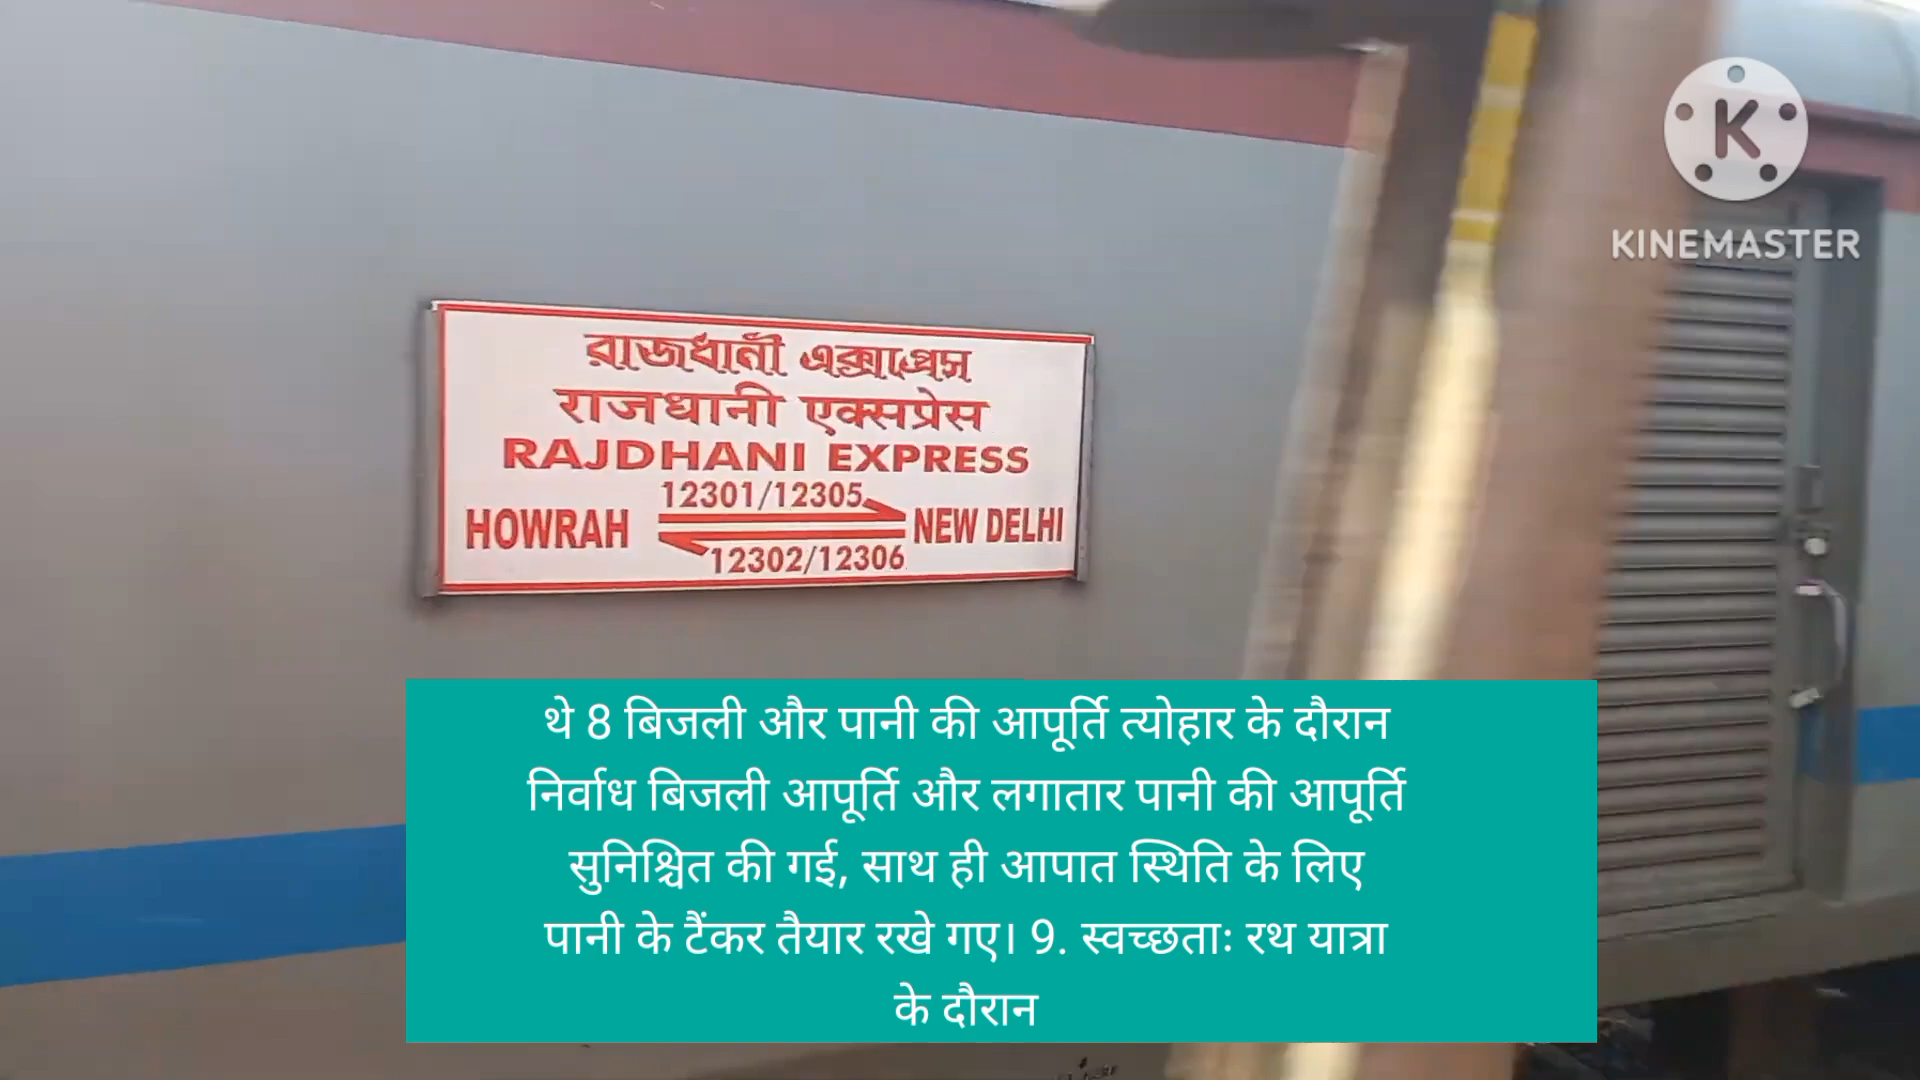 KINEMASTER
রাজধানী এক্সপ্রেস
राजधानी एक्सप्रेस
RAJDHANI EXPRESS
12301/12305
HOWRAH NEW DELHI
12302/12306
थे 8 बिजली और पानी की आपूर्ति त्योहार के दौरान
निर्वाध बिजली आपूर्ति और लगातार पानी की आपूर्ति
सुनिश्चित की गई, साथ ही आपात स्थिति के लिए
पानी के टैंकर तैयार रखे गए। 9. स्वच्छताः रथ यात्रा
के दौरान